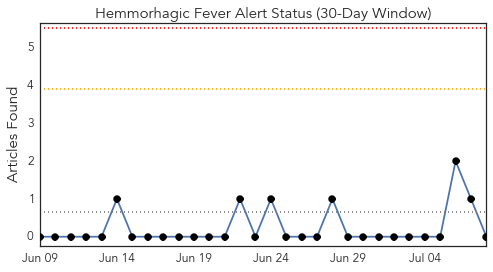 Hemmorhagic Fever Alert Status (30-Day Window)
Articles Found
5
4
3
2
1
0
Jun 09 Jun 14 Jun 19 Jun 24 Jun 29 Jul 04